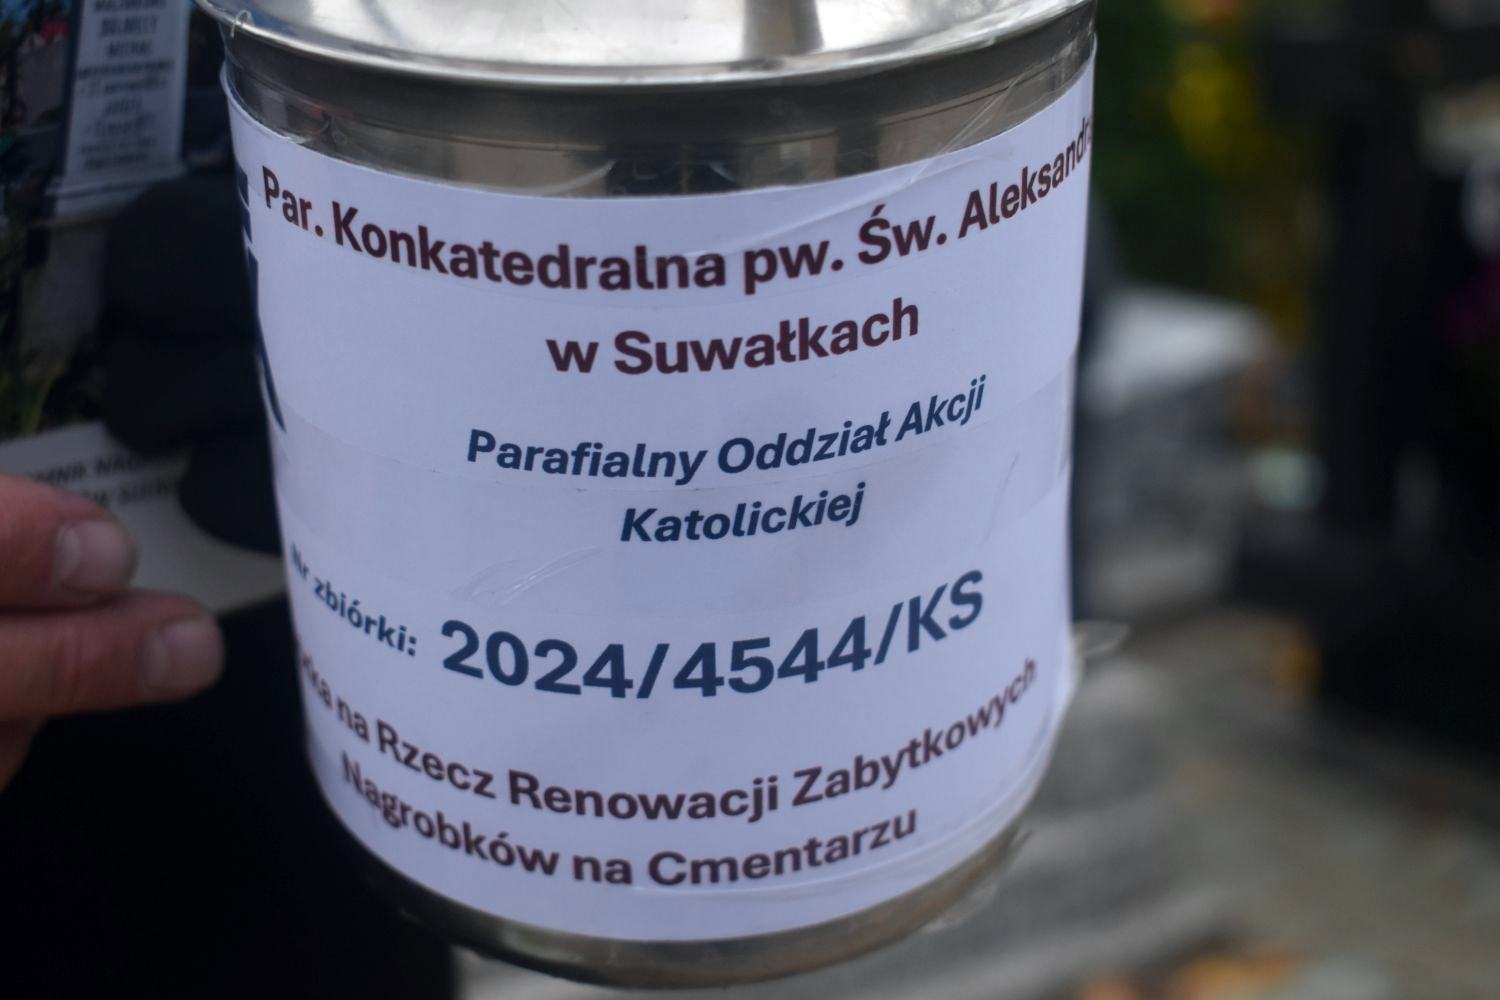 Par. Konkatedralna pw. Św. Aleksandra
w Suwałkach
Parafialny Oddział Akcji
Katolickiej
Nr zbiórki: 2024/4544/KS
na Rzecz Renowacji Zabytkowych
Nagrobków na Cmentarzu